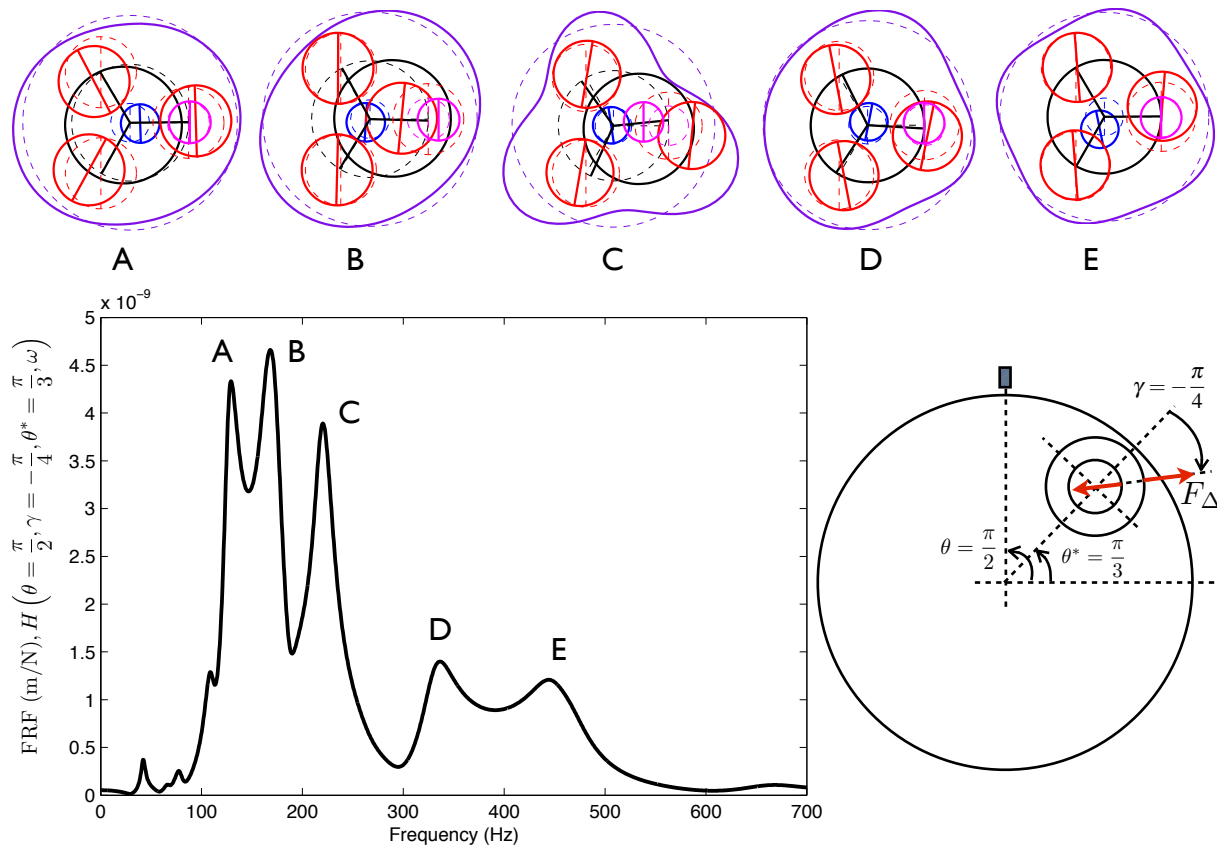 A
B
C
D
E
x 10⁻⁹
5
4.5
4
3.5
3
2.5
2
1.5
1
0.5
0
FRF (m/N), H (θ = π/2, γ = −π/4, θ* = π/3, ω)
A
B
C
D
E
0
100
200
300
400
500
600
700
Frequency (Hz)
γ = −π/4
F_Δ
θ = π/2
θ* = π/3